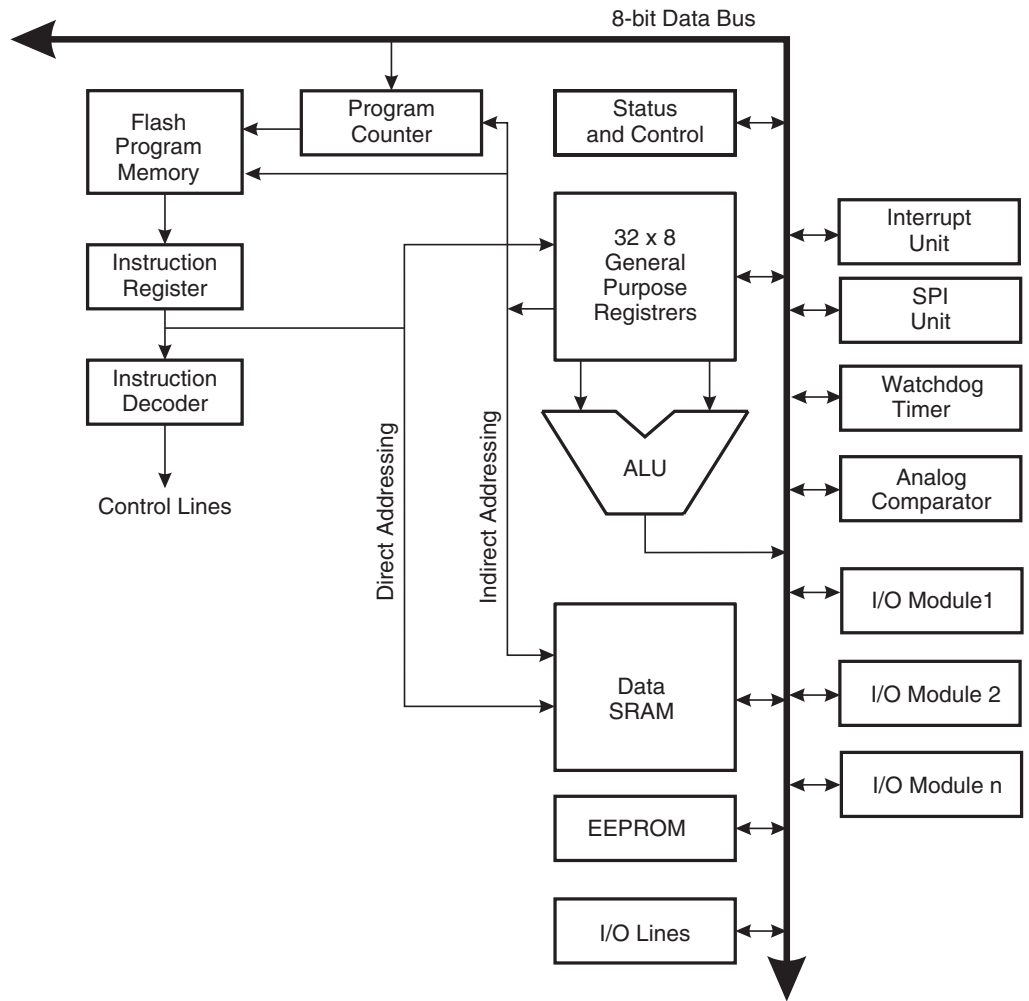 8-bit Data Bus
Flash
Program
Memory
Program
Counter
Status
and Control
Instruction
Register
32 x 8
General
Purpose
Registrers
Interrupt
Unit
SPI
Unit
Instruction
Decoder
Watchdog
Timer
Control Lines
Direct Addressing
Indirect Addressing
ALU
Analog
Comparator
I/O Module1
Data
SRAM
I/O Module 2
I/O Module n
EEPROM
I/O Lines